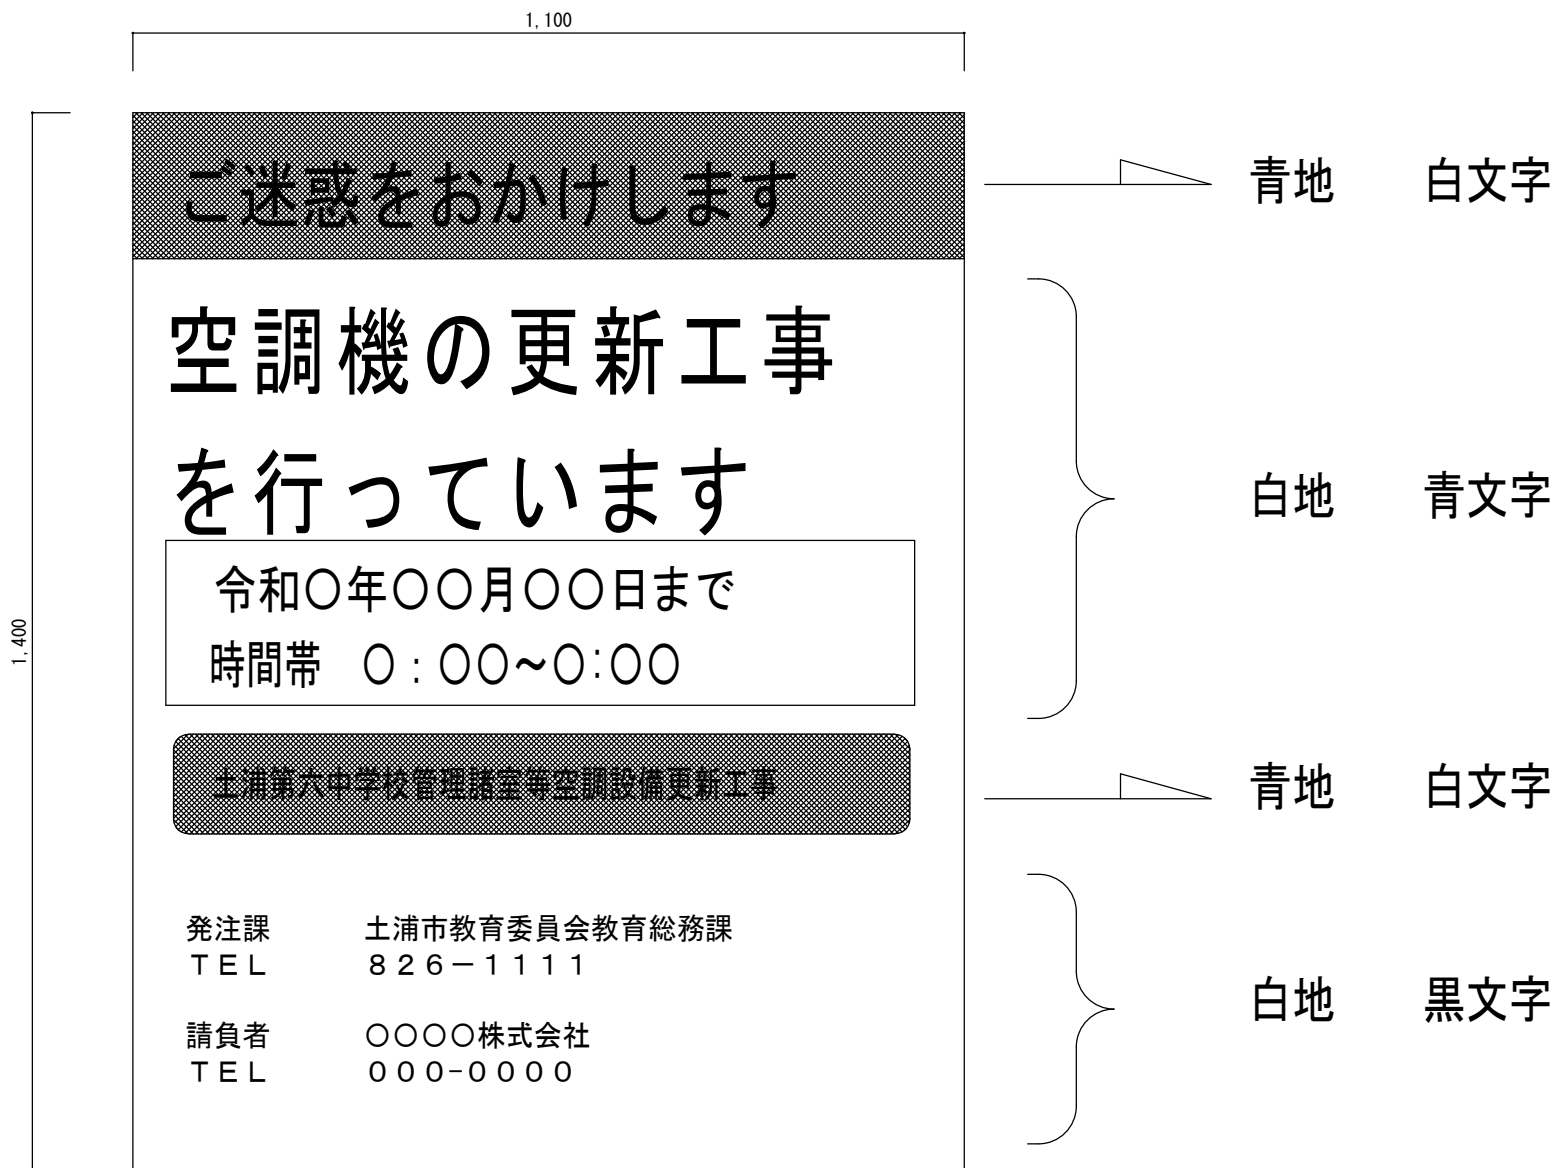 1,100
ご迷惑をおかけします
青地　白文字
空調機の更新工事
を行っています
白地　青文字
令和〇年〇〇月〇〇日まで
時間帯　〇：〇〇～〇:〇〇
1,400
土浦第六中学校管理諸室等空調設備更新工事
青地　白文字
発注課　土浦市教育委員会教育総務課
ＴＥＬ　８２６－１１１１
白地　黒文字
請負者　〇〇〇〇株式会社
ＴＥＬ　０００-００００